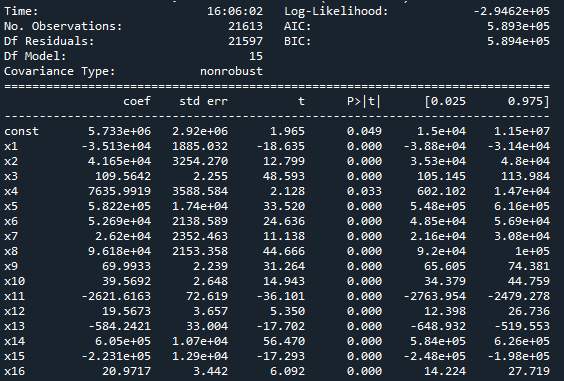 Time: 16:06:02 Log-Likelihood: -2.9462e+05
No. Observations: 21613 AIC: 5.893e+05
Df Residuals: 21597 BIC: 5.894e+05
Df Model: 15
Covariance Type: nonrobust
==============================================================================
coef std err t P>|t| [0.025 0.975]
------------------------------------------------------------------------------
const 5.733e+06 2.92e+06 1.965 0.049 1.5e+04 1.15e+07
x1 -3.513e+04 1885.032 -18.635 0.000 -3.88e+04 -3.14e+04
x2 4.165e+04 3254.270 12.799 0.000 3.53e+04 4.8e+04
x3 109.5642 2.255 48.593 0.000 105.145 113.984
x4 7635.9919 3588.584 2.128 0.033 602.102 1.47e+04
x5 5.822e+05 1.74e+04 33.520 0.000 5.48e+05 6.16e+05
x6 5.269e+04 2138.589 24.636 0.000 4.85e+04 5.69e+04
x7 2.62e+04 2352.463 11.138 0.000 2.16e+04 3.08e+04
x8 9.618e+04 2153.358 44.666 0.000 9.2e+04 1e+05
x9 69.9933 2.239 31.264 0.000 65.605 74.381
x10 39.5692 2.648 14.943 0.000 34.379 44.759
x11 -2621.6163 72.619 -36.101 0.000 -2763.954 -2479.278
x12 19.5673 3.657 5.350 0.000 12.398 26.736
x13 -584.2421 33.004 -17.702 0.000 -648.932 -519.553
x14 6.05e+05 1.07e+04 56.470 0.000 5.84e+05 6.26e+05
x15 -2.231e+05 1.29e+04 -17.293 0.000 -2.48e+05 -1.98e+05
x16 20.9717 3.442 6.092 0.000 14.224 27.719